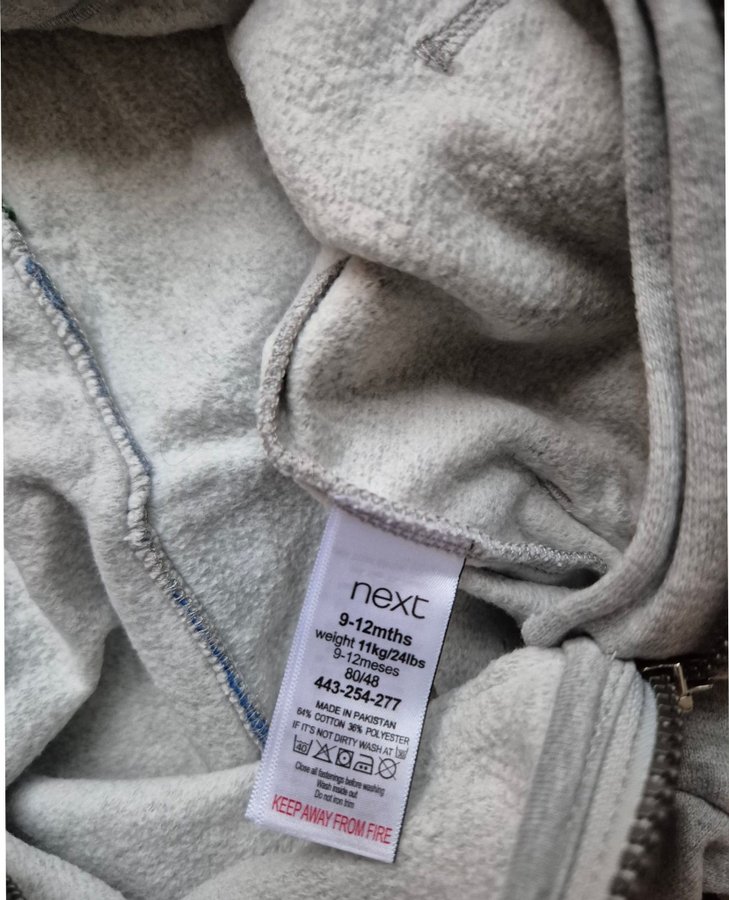 next
9-12mths
weight 11kg/24lbs
9-12meses
80/48
443-254-277
MADE IN PAKISTAN
64% COTTON 36% POLYESTER
IF IT'S NOT DIRTY WASH AT 30
40
Close all fastenings before washing
Wash inside out
Do not iron trim
KEEP AWAY FROM FIRE